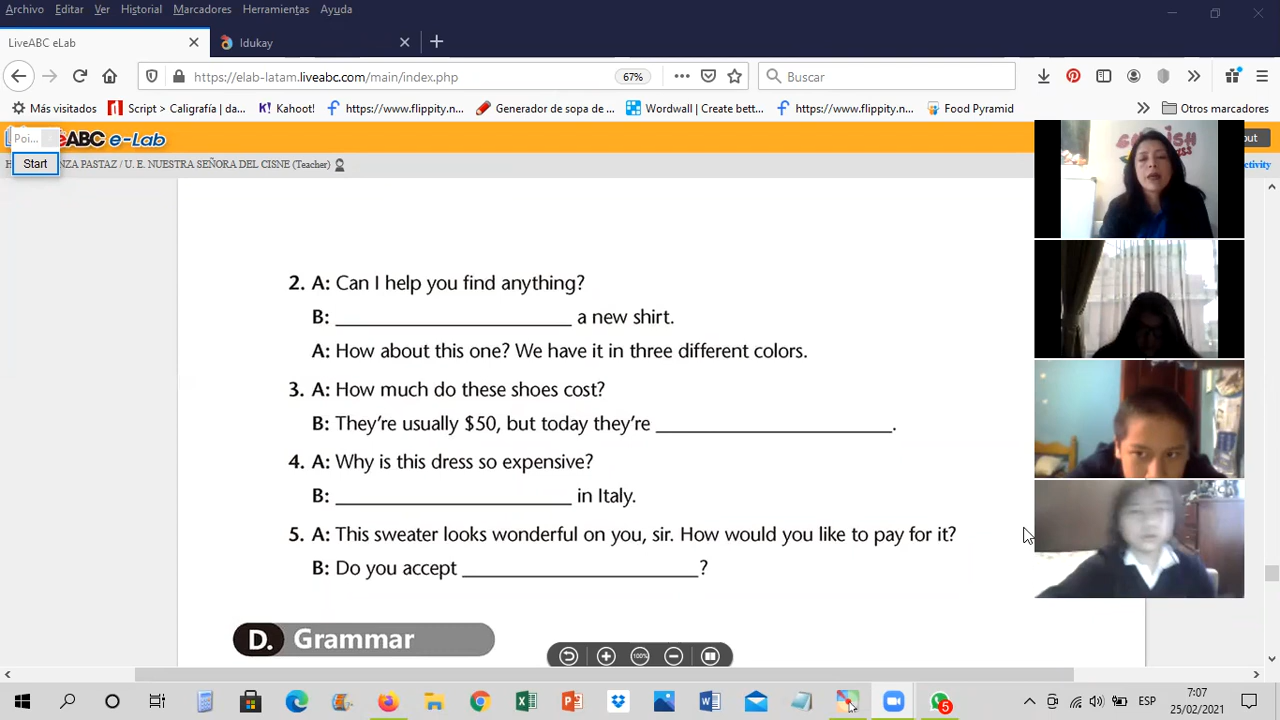 Archivo Editar Ver Historial Marcadores Herramientas Ayuda
LiveABC eLab
Idukay
https://elab-latam.liveabc.com/main/index.php
67%
Buscar
Más visitados
Script > Caligrafía | da...
Kahoot!
https://www.flippity.n...
Generador de sopa de ...
Wordwall | Create bett...
https://www.flippity.n...
Food Pyramid
Otros marcadores
Poi...
eABC e-Lab
Start
NZA PASTAZ / U. E. NUESTRA SEÑORA DEL CISNE (Teacher)
out
ctivity
2. A: Can I help you find anything?
B: ______________________ a new shirt.
A: How about this one? We have it in three different colors.
3. A: How much do these shoes cost?
B: They're usually $50, but today they're ______________________.
4. A: Why is this dress so expensive?
B: ______________________ in Italy.
5. A: This sweater looks wonderful on you, sir. How would you like to pay for it?
B: Do you accept ______________________?
D. Grammar
100%
5
ESP
7:07
25/02/2021